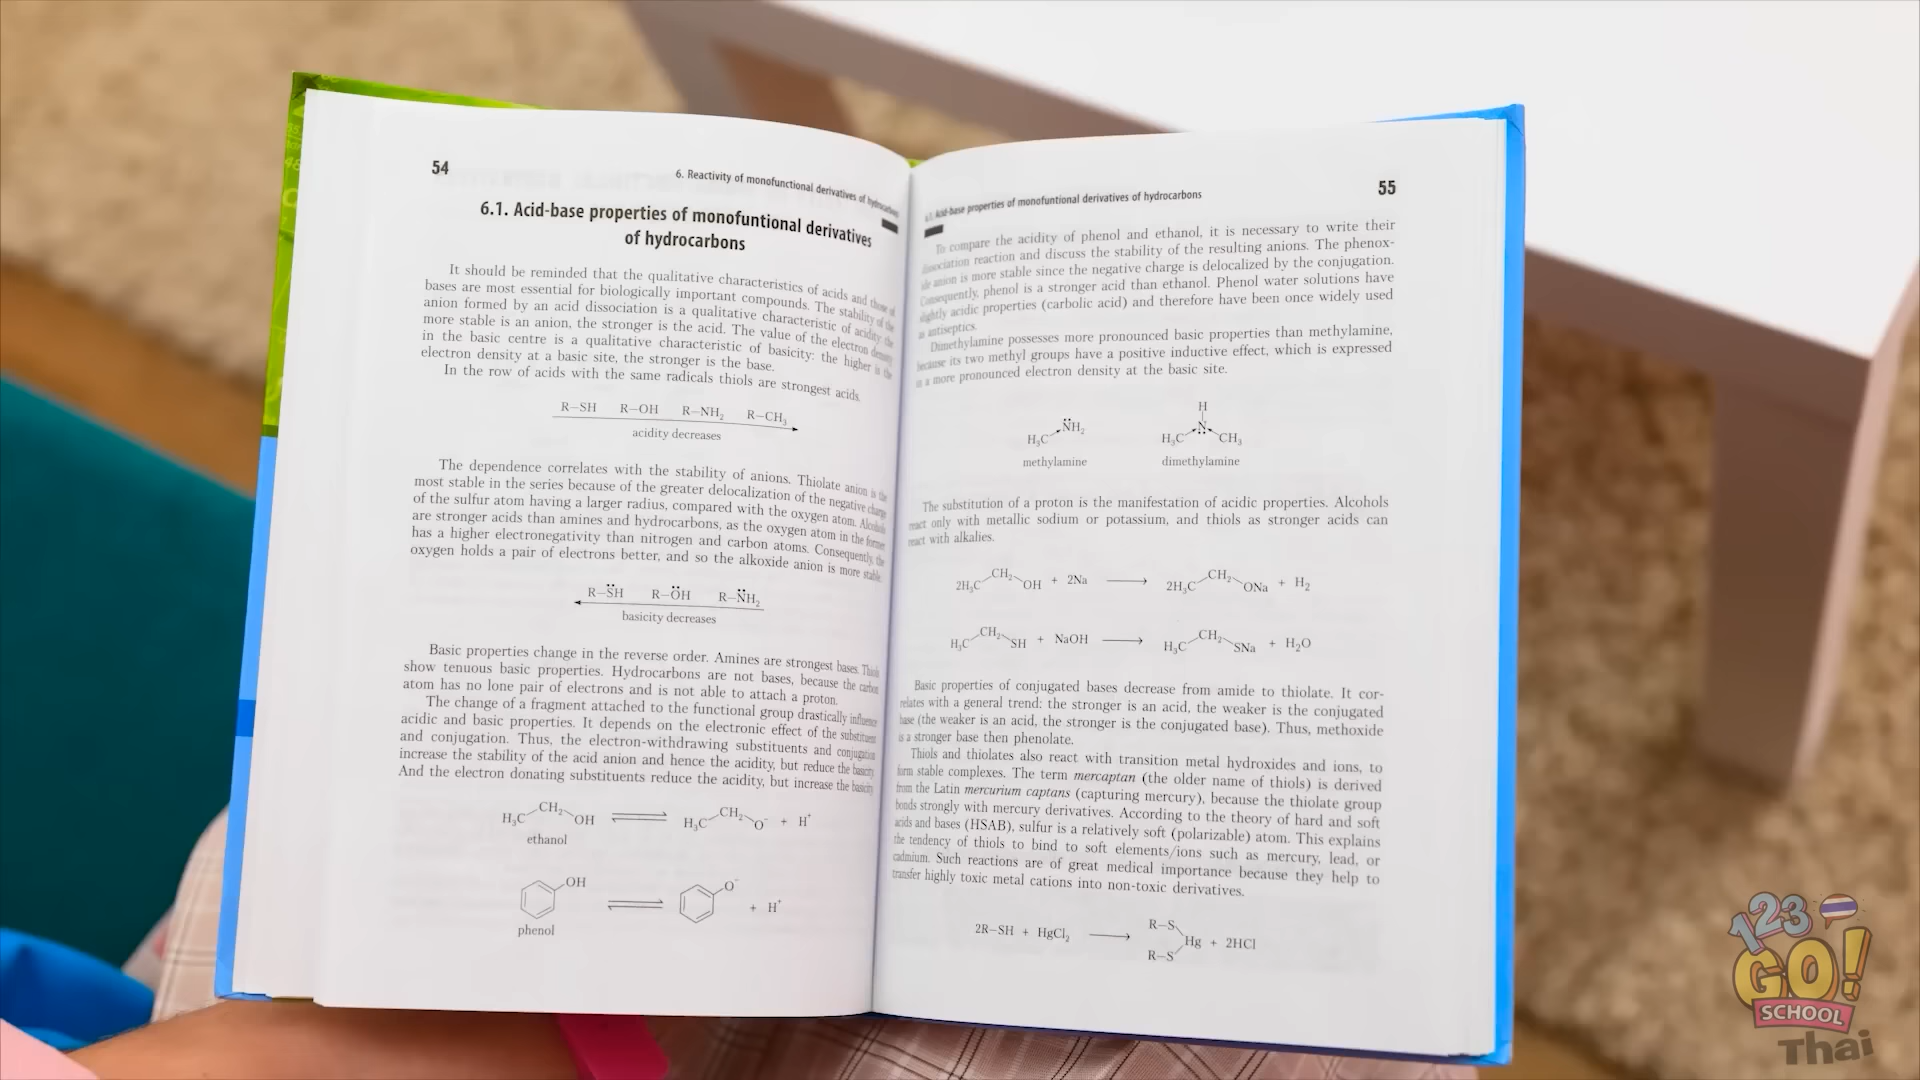 54
6. Reactivity of monofunctional derivatives of hydrocarbons
6.1. Acid-base properties of monofuntional derivatives
of hydrocarbons
It should be reminded that the qualitative characteristics of acids and those of
bases are most essential for biologically important compounds. The stability of the
anion formed by an acid dissociation is a qualitative characteristic of acidity: the
more stable is an anion, the stronger is the acid. The value of the electron density
in the basic centre is a qualitative characteristic of basicity: the higher is the
electron density at a basic site, the stronger is the base.
In the row of acids with the same radicals thiols are strongest acids.
R–SH R–OH R–NH₂ R–CH₃
acidity decreases
The dependence correlates with the stability of anions. Thiolate anion is the
most stable in the series because of the greater delocalization of the negative charge
of the sulfur atom having a larger radius, compared with the oxygen atom. Alcohols
are stronger acids than amines and hydrocarbons, as the oxygen atom in the former
has a higher electronegativity than nitrogen and carbon atoms. Consequently, the
oxygen holds a pair of electrons better, and so the alkoxide anion is more stable.
R–S̈H R–ÖH R–N̈H₂
basicity decreases
Basic properties change in the reverse order. Amines are strongest bases. Thiols
show tenuous basic properties. Hydrocarbons are not bases, because the carbon
atom has no lone pair of electrons and is not able to attach a proton.
The change of a fragment attached to the functional group drastically influence
acidic and basic properties. It depends on the electronic effect of the substituent
and conjugation. Thus, the electron-withdrawing substituents and conjugation
increase the stability of the acid anion and hence the acidity, but reduce the basicity.
And the electron donating substituents reduce the acidity, but increase the basicity.
H₃C CH₂ OH ⇌ H₃C CH₂ O⁻ + H⁺
ethanol
OH ⇌ O⁻ + H⁺
phenol
55
6.1. Acid-base properties of monofuntional derivatives of hydrocarbons
To compare the acidity of phenol and ethanol, it is necessary to write their
dissociation reaction and discuss the stability of the resulting anions. The phenox-
ide anion is more stable since the negative charge is delocalized by the conjugation.
Consequently, phenol is a stronger acid than ethanol. Phenol water solutions have
slightly acidic properties (carbolic acid) and therefore have been once widely used
as antiseptics.
Dimethylamine possesses more pronounced basic properties than methylamine,
because its two methyl groups have a positive inductive effect, which is expressed
in a more pronounced electron density at the basic site.
H
H₃C N̈H₂ H₃C N CH₃
methylamine dimethylamine
The substitution of a proton is the manifestation of acidic properties. Alcohols
react only with metallic sodium or potassium, and thiols as stronger acids can
react with alkalies.
2H₃C CH₂ OH + 2Na ⟶ 2H₃C CH₂ ONa + H₂
H₃C CH₂ SH + NaOH ⟶ H₃C CH₂ SNa + H₂O
Basic properties of conjugated bases decrease from amide to thiolate. It cor-
relates with a general trend: the stronger is an acid, the weaker is the conjugated
base (the weaker is an acid, the stronger is the conjugated base). Thus, methoxide
is a stronger base then phenolate.
Thiols and thiolates also react with transition metal hydroxides and ions, to
form stable complexes. The term mercaptan (the older name of thiols) is derived
from the Latin mercurium captans (capturing mercury), because the thiolate group
bonds strongly with mercury derivatives. According to the theory of hard and soft
acids and bases (HSAB), sulfur is a relatively soft (polarizable) atom. This explains
the tendency of thiols to bind to soft elements/ions such as mercury, lead, or
cadmium. Such reactions are of great medical importance because they help to
transfer highly toxic metal cations into non-toxic derivatives.
R–S
2R–SH + HgCl₂ ⟶ Hg + 2HCl
R–S
123
GO!
SCHOOL
Thai